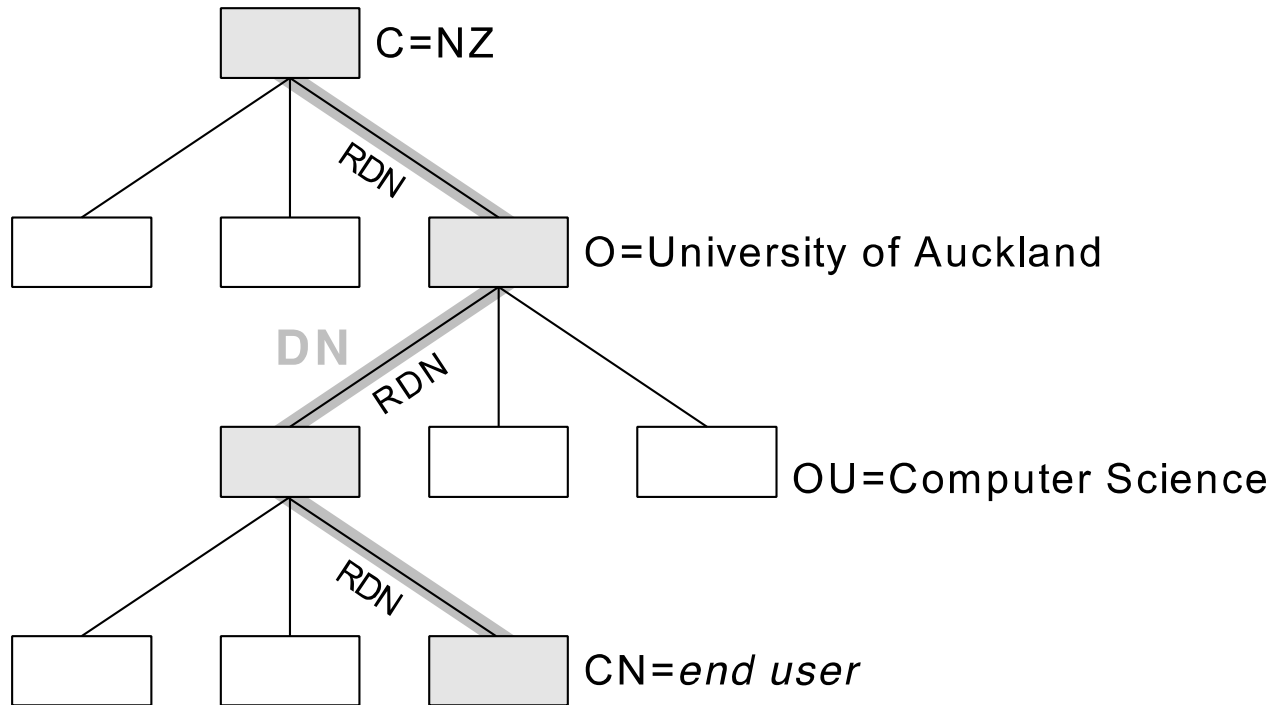 C=NZ
RDN
O=University of Auckland
DN
RDN
OU=Computer Science
RDN
CN=end user